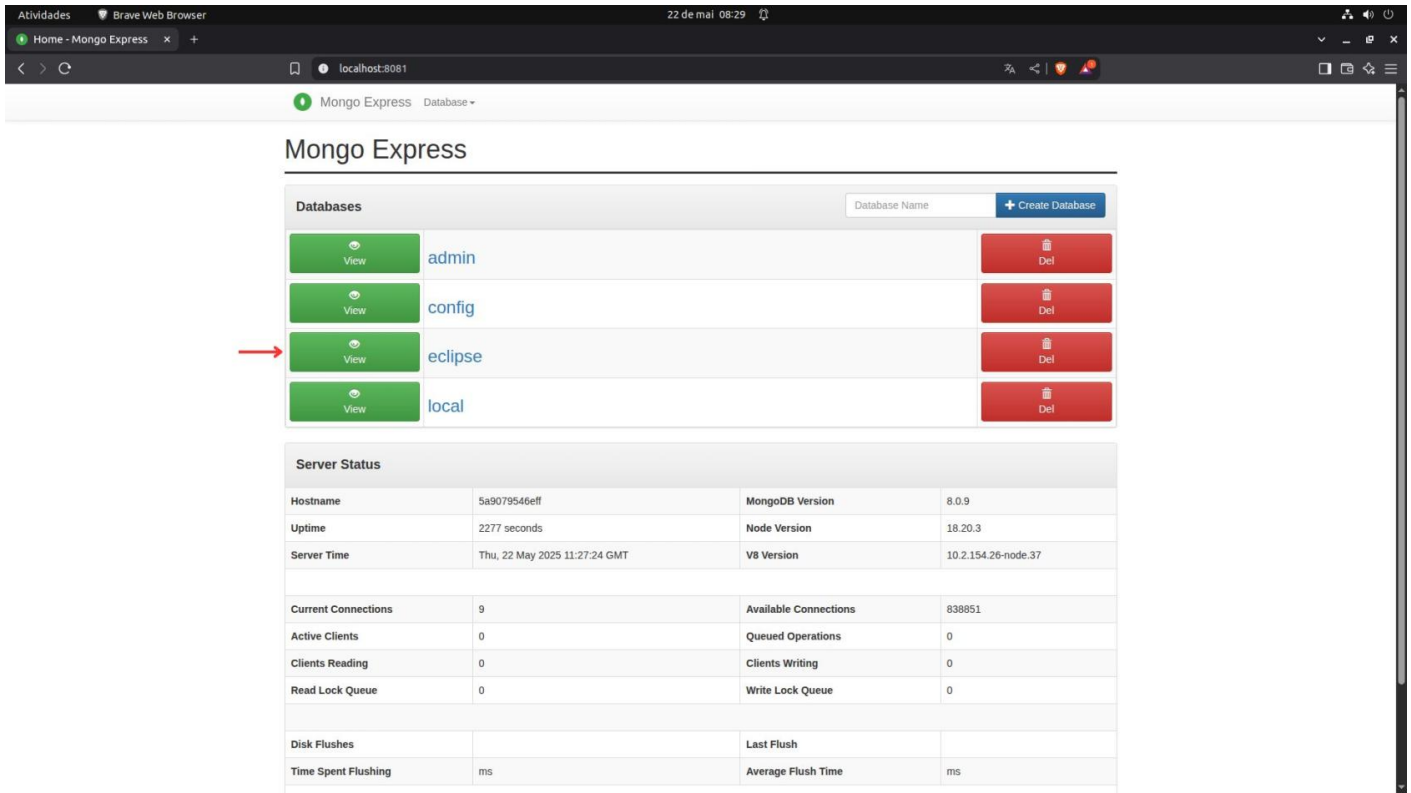 Atividades Brave Web Browser 22 de mai 08:29
Home - Mongo Express
localhost:8081
Mongo Express Database
Mongo Express
Databases Database Name Create Database
View admin Del
View config Del
View eclipse Del
View local Del
Server Status
Hostname 5a9079546eff MongoDB Version 8.0.9
Uptime 2277 seconds Node Version 18.20.3
Server Time Thu, 22 May 2025 11:27:24 GMT V8 Version 10.2.154.26-node.37
Current Connections 9 Available Connections 838851
Active Clients 0 Queued Operations 0
Clients Reading 0 Clients Writing 0
Read Lock Queue 0 Write Lock Queue 0
Disk Flushes Last Flush
Time Spent Flushing ms Average Flush Time ms